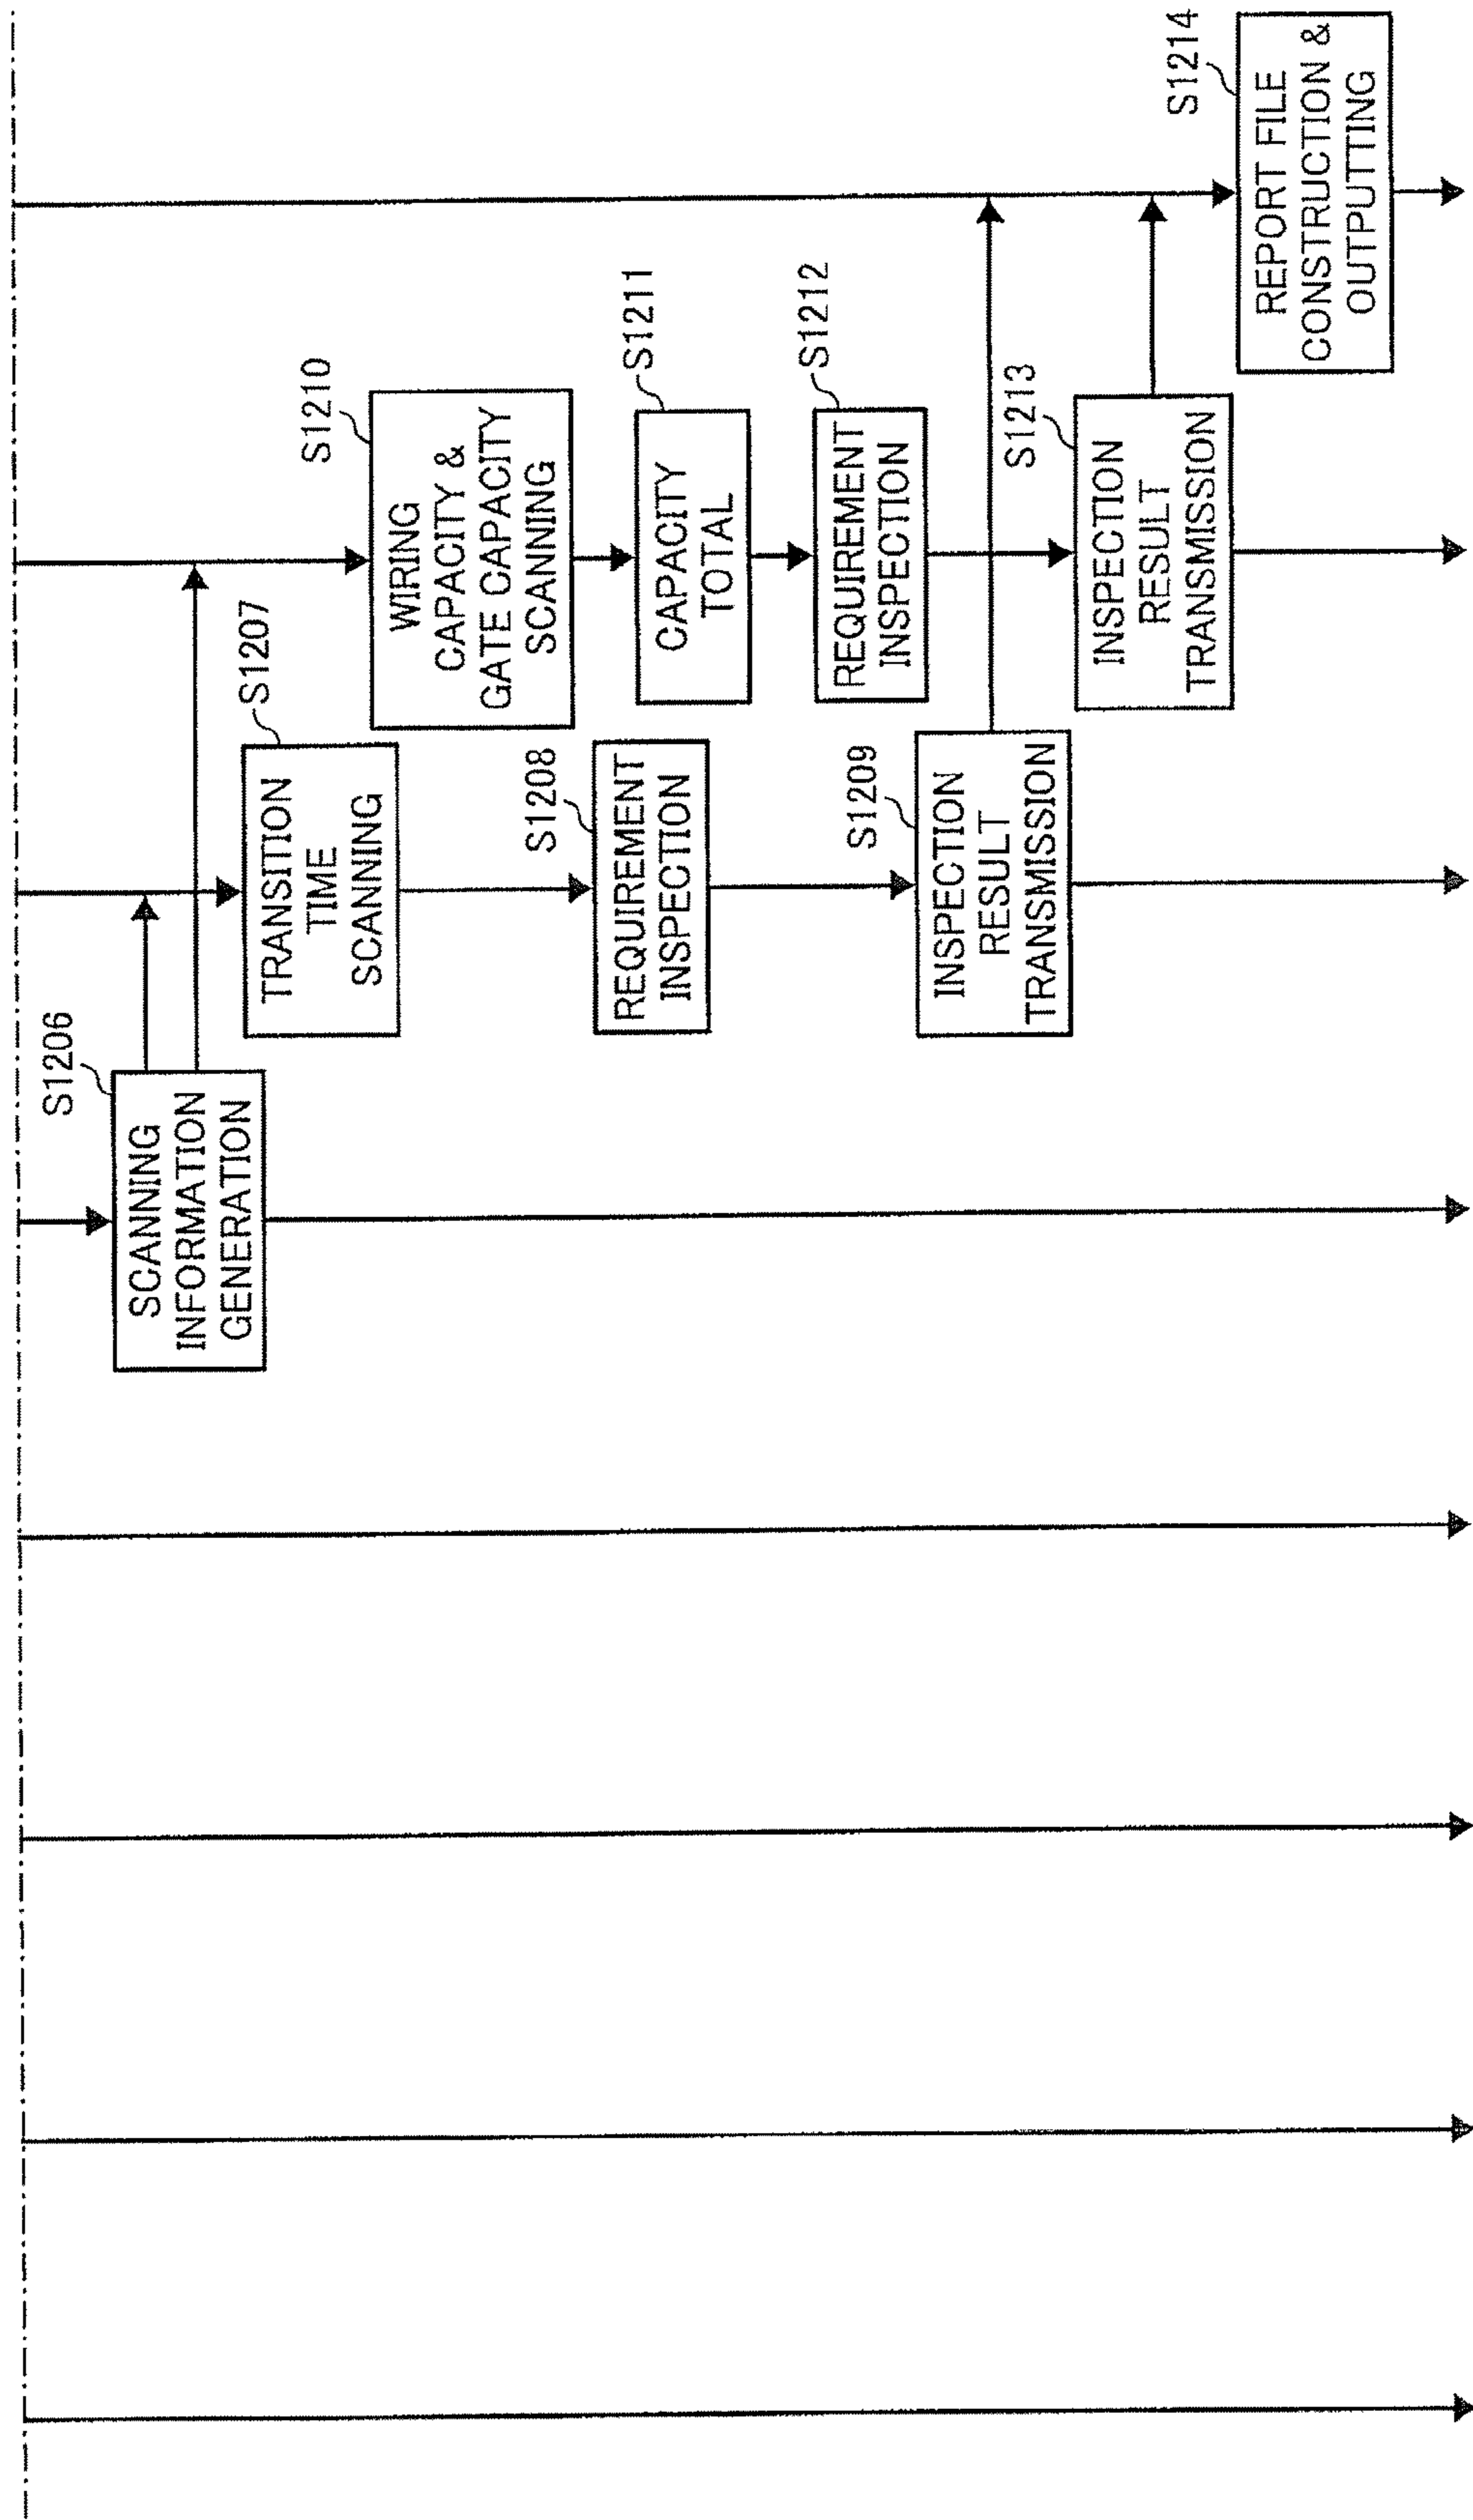 S1206
SCANNING
INFORMATION
GENERATION
S1207
TRANSITION
TIME
SCANNING
S1208
REQUIREMENT
INSPECTION
S1209
INSPECTION
RESULT
TRANSMISSION
S1210
WIRING
CAPACITY &
GATE CAPACITY
SCANNING
S1211
CAPACITY
TOTAL
S1212
REQUIREMENT
INSPECTION
S1213
INSPECTION
RESULT
TRANSMISSION
S1214
REPORT FILE
CONSTRUCTION &
OUTPUTTING